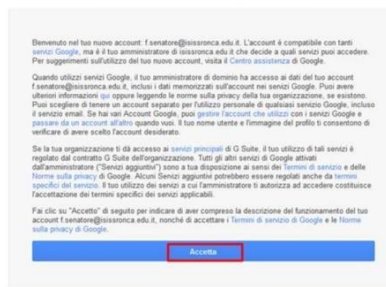 Benvenuto nel tuo nuovo account: f.senatore@isissronca.edu.it. L'account è compatibile con tanti
servizi Google, ma è il tuo amministratore di isissronca.edu.it che decide a quali servizi puoi accedere.
Per suggerimenti sull'utilizzo del tuo nuovo account, visita il Centro assistenza di Google.
Quando utilizzi servizi Google, il tuo amministratore di dominio ha accesso ai dati del tuo account
f.senatore@isissronca.edu.it, inclusi i dati memorizzati sull'account nei servizi Google. Puoi avere
ulteriori informazioni qui oppure leggendo le norme sulla privacy della tua organizzazione, se esistono.
Puoi scegliere di tenere un account separato per l'utilizzo personale di qualsiasi servizio Google, incluso
il servizio email. Se hai vari Account Google, puoi gestire l'account che utilizzi con i servizi Google e
passare da un account all'altro quando vuoi. Il tuo nome utente e l'immagine del profilo ti consentono di
verificare di avere scelto l'account desiderato.
Se la tua organizzazione ti dà accesso ai servizi principali di G Suite, il tuo utilizzo di tali servizi è
regolato dal contratto G Suite dell'organizzazione. Tutti gli altri servizi Google attivati
dall'amministratore ("Servizi aggiuntivi") sono a tua disposizione ai sensi dei Termini di servizio e delle
Norme sulla privacy di Google. Alcuni Servizi aggiuntivi potrebbero essere regolati anche da termini
specifici del servizio. Il tuo utilizzo dei servizi a cui l'amministratore ti autorizza ad accedere costituisce
l'accettazione dei termini specifici dei servizi applicabili.
Fai clic su "Accetto" di seguito per indicare di aver compreso la descrizione del funzionamento del tuo
account f.senatore@isissronca.edu.it, nonché di accettare i Termini di servizio di Google e le Norme
sulla privacy di Google.
Accetta